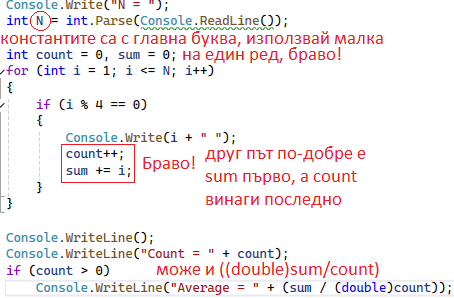 Console.Write("N = ");
int N = int.Parse(Console.ReadLine());
константите са с главна буква, използвай малка
int count = 0, sum = 0; на един ред, браво!
for (int i = 1; i <= N; i++)
{
if (i % 4 == 0)
{
Console.Write(i + " ");
count++;
sum += i;
Браво!
друг път по-добре е
sum първо, а count
винаги последно
}
}
Console.WriteLine();
Console.WriteLine("Count = " + count);
if (count > 0) може и ((double)sum/count)
Console.WriteLine("Average = " + (sum / (double)count));